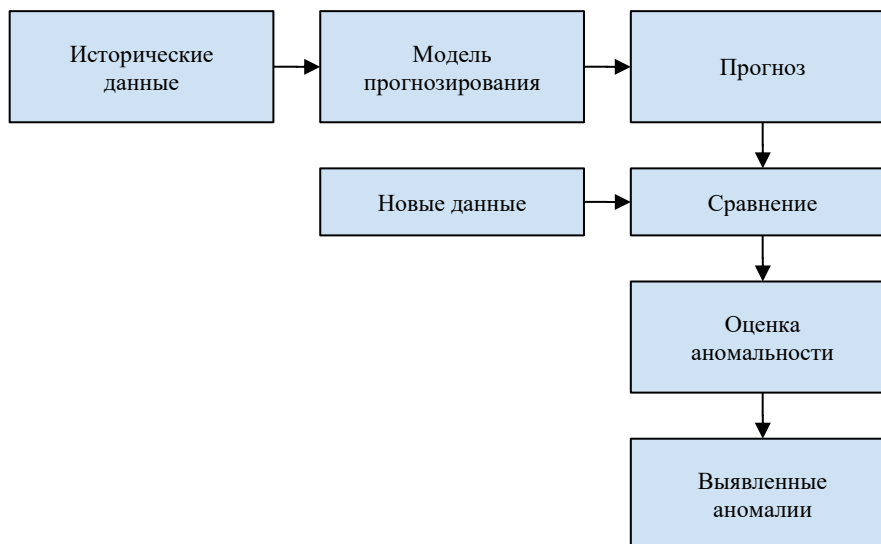 Исторические
данные
Модель
прогнозирования
Прогноз
Новые данные
Сравнение
Оценка
аномальности
Выявленные
аномалии